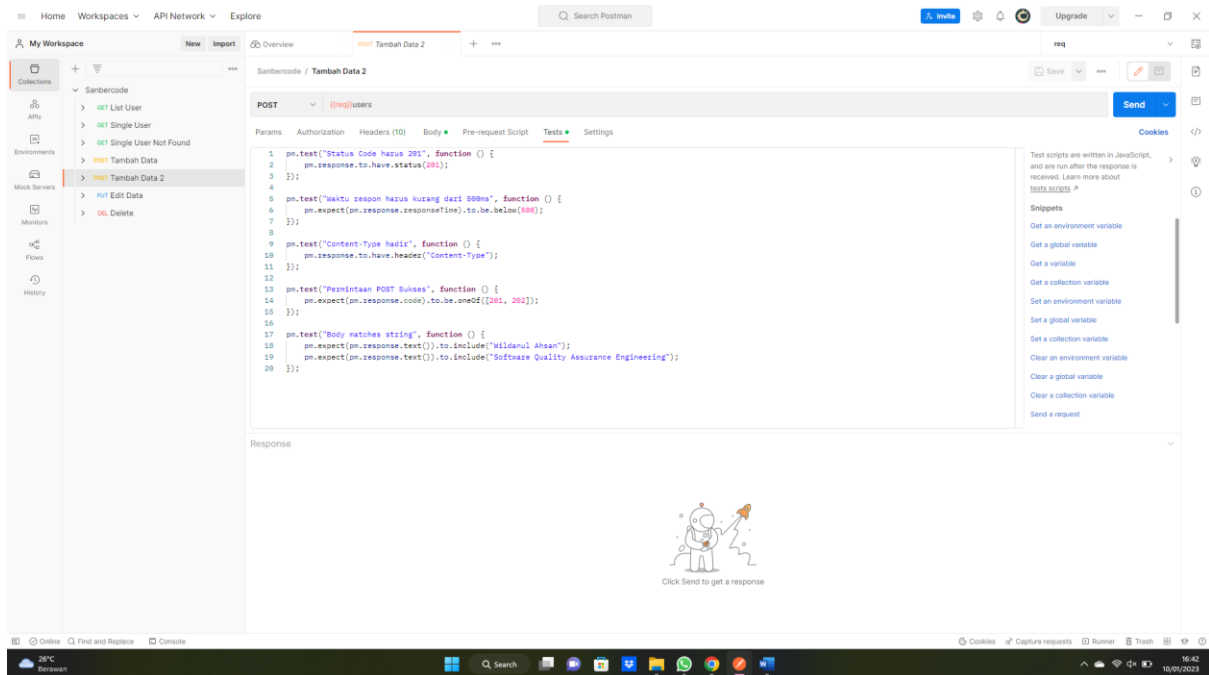 Home Workspaces API Network Explore
Search Postman
Invite
Upgrade
My Workspace
New Import
Overview
POST Tambah Data 2
req
Collections
APIs
Environments
Mock Servers
Monitors
Flows
History
Sanbercode
GET List User
GET Single User
GET Single User Not Found
POST Tambah Data
POST Tambah Data 2
PUT Edit Data
DEL Delete
Sanbercode / Tambah Data 2
Save
POST {{req}}users
Send
Params Authorization Headers (10) Body Pre-request Script Tests Settings
Cookies
1 pm.test("Status Code harus 201", function () {
2 pm.response.to.have.status(201);
3 });
4
5 pm.test("Waktu respon harus kurang dari 500ms", function () {
6 pm.expect(pm.response.responseTime).to.be.below(500);
7 });
8
9 pm.test("Content-Type hadir", function () {
10 pm.response.to.have.header("Content-Type");
11 });
12
13 pm.test("Permintaan POST Sukses", function () {
14 pm.expect(pm.response.code).to.be.oneOf([201, 202]);
15 });
16
17 pm.test("Body matches string", function () {
18 pm.expect(pm.response.text()).to.include("Wildanul Ahsan");
19 pm.expect(pm.response.text()).to.include("Software Quality Assurance Engineering");
20 });
Test scripts are written in JavaScript,
and are run after the response is
received. Learn more about
tests scripts
Snippets
Get an environment variable
Get a global variable
Get a variable
Get a collection variable
Set an environment variable
Set a global variable
Set a collection variable
Clear an environment variable
Clear a global variable
Clear a collection variable
Send a request
Response
Click Send to get a response
Online Find and Replace Console
Cookies Capture requests Runner Trash
26°C
Berawan
Search
16:42
10/01/2023